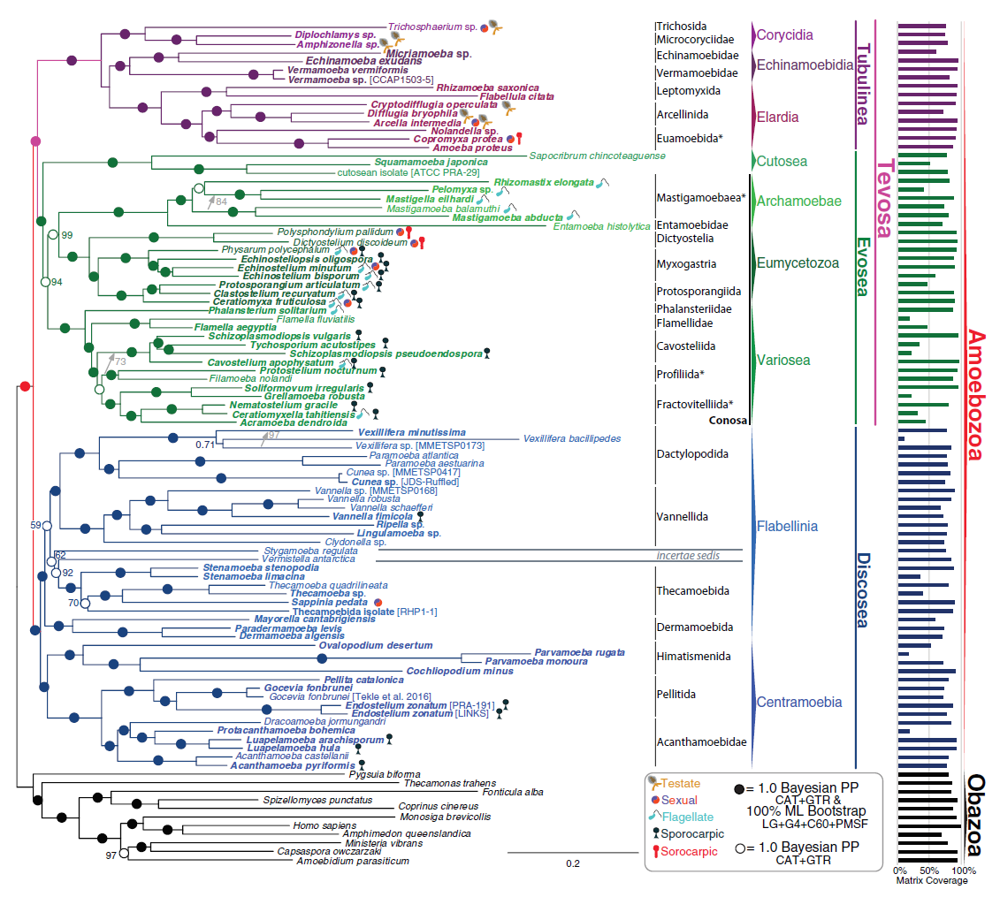 Trichosphaerium sp.
Diplochlamys sp.
Amphizonella sp.
Micriamoeba sp.
Echinamoeba exudans
Vermamoeba vermiformis
Vermamoeba sp. [CCAP1503-5]
Rhizamoeba saxonica
Flabellula citata
Cryptodifflugia operculata
Difflugia bryophila
Arcella intermedia
Nolandella sp.
Copromyxa protea
Amoeba proteus
Sapocribrum chincoteaguense
Squamamoeba japonica
cutosean isolate [ATCC PRA-29]
Rhizomastix elongata
Pelomyxa sp.
Mastigella eilhardi
Mastigamoeba balamuthi
Mastigamoeba abducta
Entamoeba histolytica
Polysphondylium pallidum
Dictyostelium discoideum
Physarum polycephalum
Echinosteliopsis oligospora
Echinostelium minutum
Echinostelium bisporum
Protosporangium articulatum
Clastostelium recurvatum
Ceratiomyxa fruticulosa
Phalansterium solitarium
Flamella fluviatilis
Flamella aegyptia
Schizoplasmodiopsis vulgaris
Tychosporium acutostipes
Schizoplasmodiopsis pseudoendospora
Cavostelium apophysatum
Protostelium nocturnum
Filamoeba nolandi
Soliformovum irregularis
Grellamoeba robusta
Nematostelium gracile
Ceratiomyxella tahitiensis
Acramoeba dendroida
Vexillifera minutissima
Vexillifera bacillipedes
Vexillifera sp. [MMETSP0173]
Paramoeba atlantica
Paramoeba aestuarina
Cunea sp. [MMETSP0417]
Cunea sp. [JDS-Ruffled]
Vannella sp. [MMETSP0168]
Vannella robusta
Vannella schaefferi
Vannella fimicola
Ripella sp.
Lingulamoeba sp.
Clydonella sp.
Stygamoeba regulata
Vermistella antarctica
Stenamoeba stenopodia
Stenamoeba limacina
Thecamoeba quadrilineata
Thecamoeba sp.
Sappinia pedata
Thecamoebida isolate [RHP1-1]
Mayorella cantabrigiensis
Paradermamoeba levis
Dermamoeba algensis
Ovalopodium desertum
Parvamoeba rugata
Parvamoeba monoura
Cochliopodium minus
Pellita catalonica
Gocevia fonbrunei
Gocevia fonbrunei [Tekle et al. 2016]
Endostelium zonatum [PRA-191]
Endostelium zonatum [LINKS]
Dracoamoeba jormungandri
Protacanthamoeba bohemica
Luapelamoeba arachisporum
Luapelamoeba hula
Acanthamoeba castellanii
Acanthamoeba pyriformis
Pygsuia biforma
Thecamonas trahens
Fonticula alba
Spizellomyces punctatus
Coprinus cinereus
Monosiga brevicollis
Homo sapiens
Amphimedon queenslandica
Ministeria vibrans
Capsaspora owczarzaki
Amoebidium parasiticum
84
99
94
73
0.71
97
59
62
92
70
97
0.2
Trichosida
Microcoryciidae
Echinamoebidae
Vermamoebidae
Leptomyxida
Arcellinida
Euamoebida*
Mastigamoebaea*
Entamoebidae
Dictyostelia
Myxogastria
Protosporangiida
Phalansteriidae
Flamellidae
Cavosteliida
Profiliida*
Fractovitelliida*
Conosa
Dactylopodida
Vannellida
incertae sedis
Thecamoebida
Dermamoebida
Himatismenida
Pellitida
Acanthamoebidae
Corycidia
Echinamoebidia
Elardia
Cutosea
Archamoebae
Eumycetozoa
Variosea
Flabellinia
Centramoebia
Tubulinea
Evosea
Discosea
Tevosa
Amoebozoa
Obazoa
Testate
Sexual
Flagellate
Sporocarpic
Sorocarpic
= 1.0 Bayesian PP
CAT+GTR &
100% ML Bootstrap
LG+G4+C60+PMSF
= 1.0 Bayesian PP
CAT+GTR
0% 50% 100%
Matrix Coverage